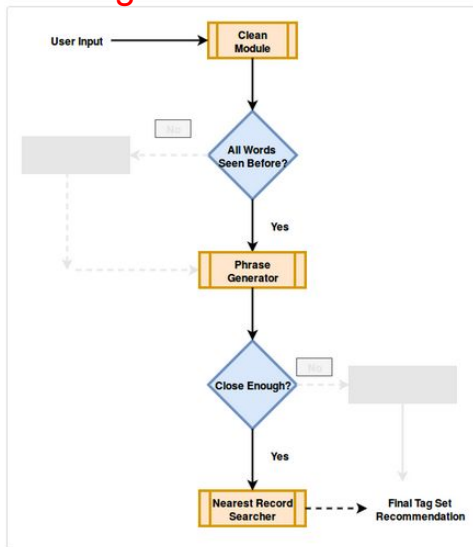 User Input
Clean
Module
No
All Words
Seen Before?
Yes
Phrase
Generator
No
Close Enough?
Yes
Nearest Record
Searcher
Final Tag Set
Recommendation